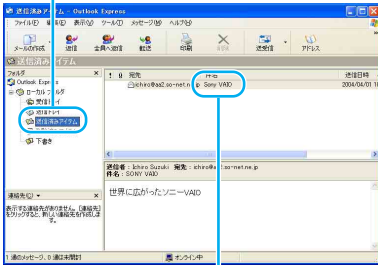 送信済みアイテム - Outlook Express
ファイル(F) 表示(V) ツール(T) メッセージ(M) ヘルプ(H)
メールの作成 返信 全員へ返信 転送 印刷 削除 送受信 アドレス
送信済みアイテム
フォルダ
宛先 件名 送信日時
ichiro@aa2.so-net.ne.jp Sony VAIO 2004/04/01 1
Outlook Express
ローカル フォルダ
受信トレイ
送信トレイ
送信済みアイテム
下書き
送信者: Ichiro Suzuki 宛先: ichiro@aa2.so-net.ne.jp
件名: SONY VAIO
世界に広がったソニーVAIO
連絡先(C)
表示する連絡先がありません。[連絡先]
をクリックすると、新しい連絡先を作成しま
す。
1 通のメッセージ、0 通は未開封
オンライン中